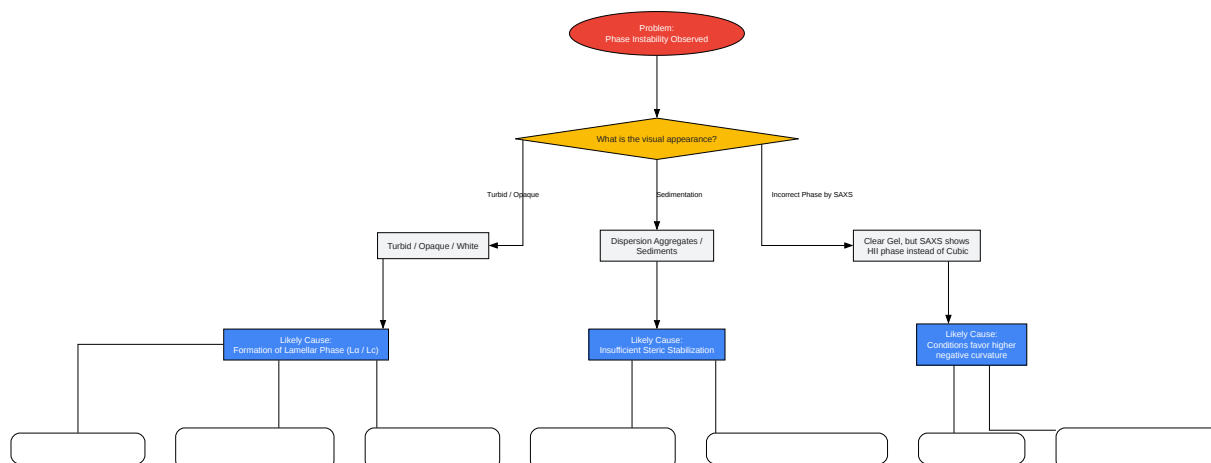 Problem:
Phase Instability Observed
What is the visual appearance?
Turbid / Opaque
Sedimentation
Incorrect Phase by SAXS
Turbid / Opaque / White
Dispersion Aggregates /
Sediments
Clear Gel, but SAXS shows
HII phase instead of Cubic
Likely Cause:
Formation of Lamellar Phase (Lα / Lc)
Likely Cause:
Insufficient Steric Stabilization
Likely Cause:
Conditions favor higher
negative curvature